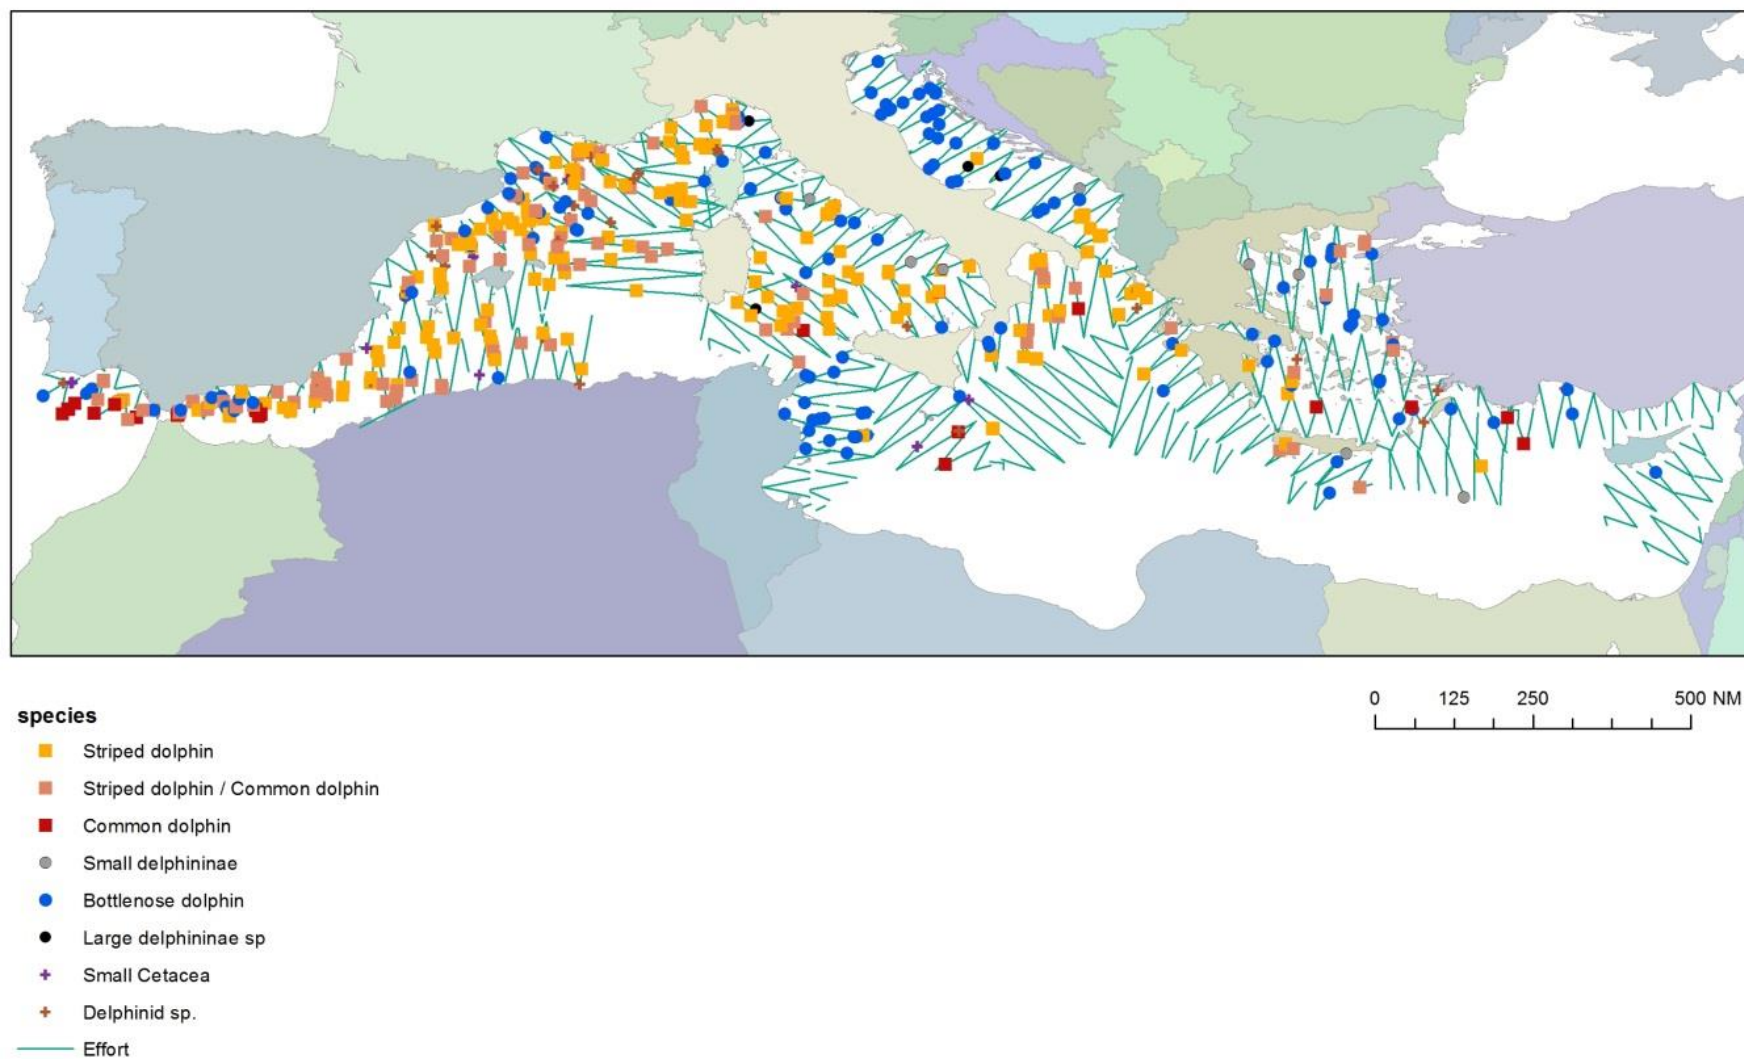 0 125 250 500 NM
species
Striped dolphin
Striped dolphin / Common dolphin
Common dolphin
Small delphininae
Bottlenose dolphin
Large delphininae sp
Small Cetacea
Delphinid sp.
Effort